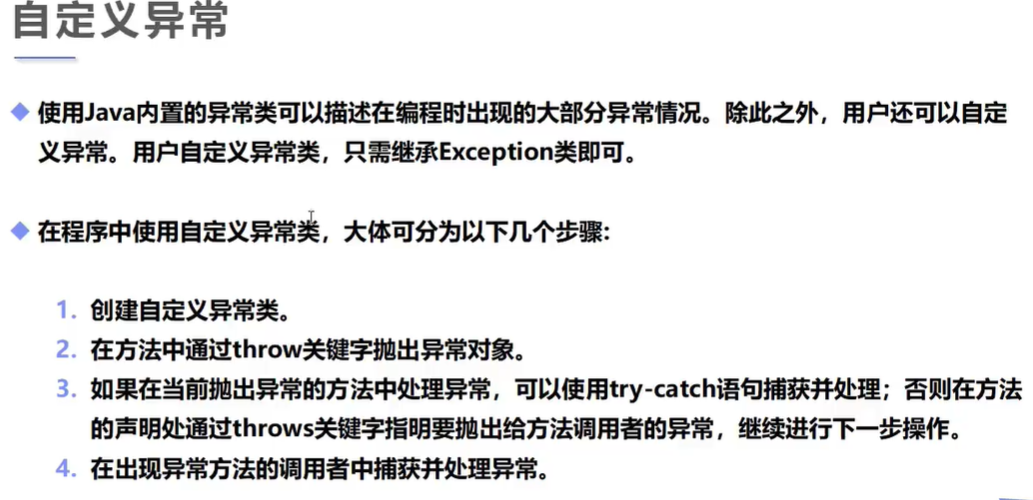 自定义异常
使用Java内置的异常类可以描述在编程时出现的大部分异常情况。除此之外，用户还可以自定
义异常。用户自定义异常类，只需继承Exception类即可。
在程序中使用自定义异常类，大体可分为以下几个步骤:
1. 创建自定义异常类。
2. 在方法中通过throw关键字抛出异常对象。
3. 如果在当前抛出异常的方法中处理异常，可以使用try-catch语句捕获并处理；否则在方法
的声明处通过throws关键字指明要抛出给方法调用者的异常，继续进行下一步操作。
4. 在出现异常方法的调用者中捕获并处理异常。